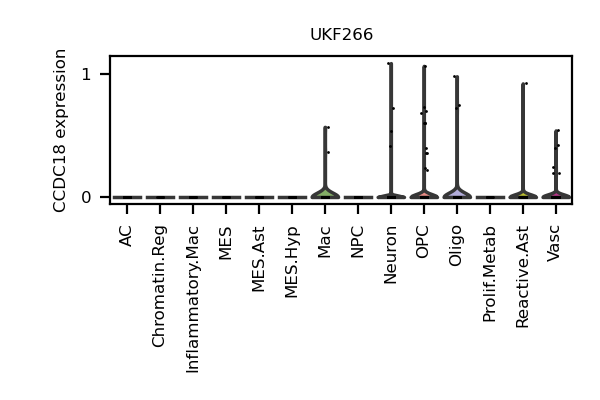 UKF266
CCDC18 expression
1
0
AC
Chromatin.Reg
Inflammatory.Mac
MES
MES.Ast
MES.Hyp
Mac
NPC
Neuron
OPC
Oligo
Prolif.Metab
Reactive.Ast
Vasc